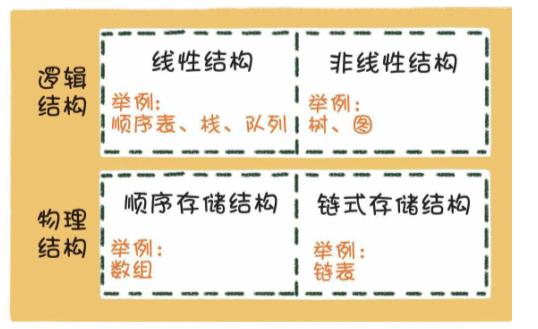 逻辑
结构
线性结构
举例：
顺序表、栈、队列
非线性结构
举例：
树、图
物理
结构
顺序存储结构
举例：
数组
链式存储结构
举例：
链表